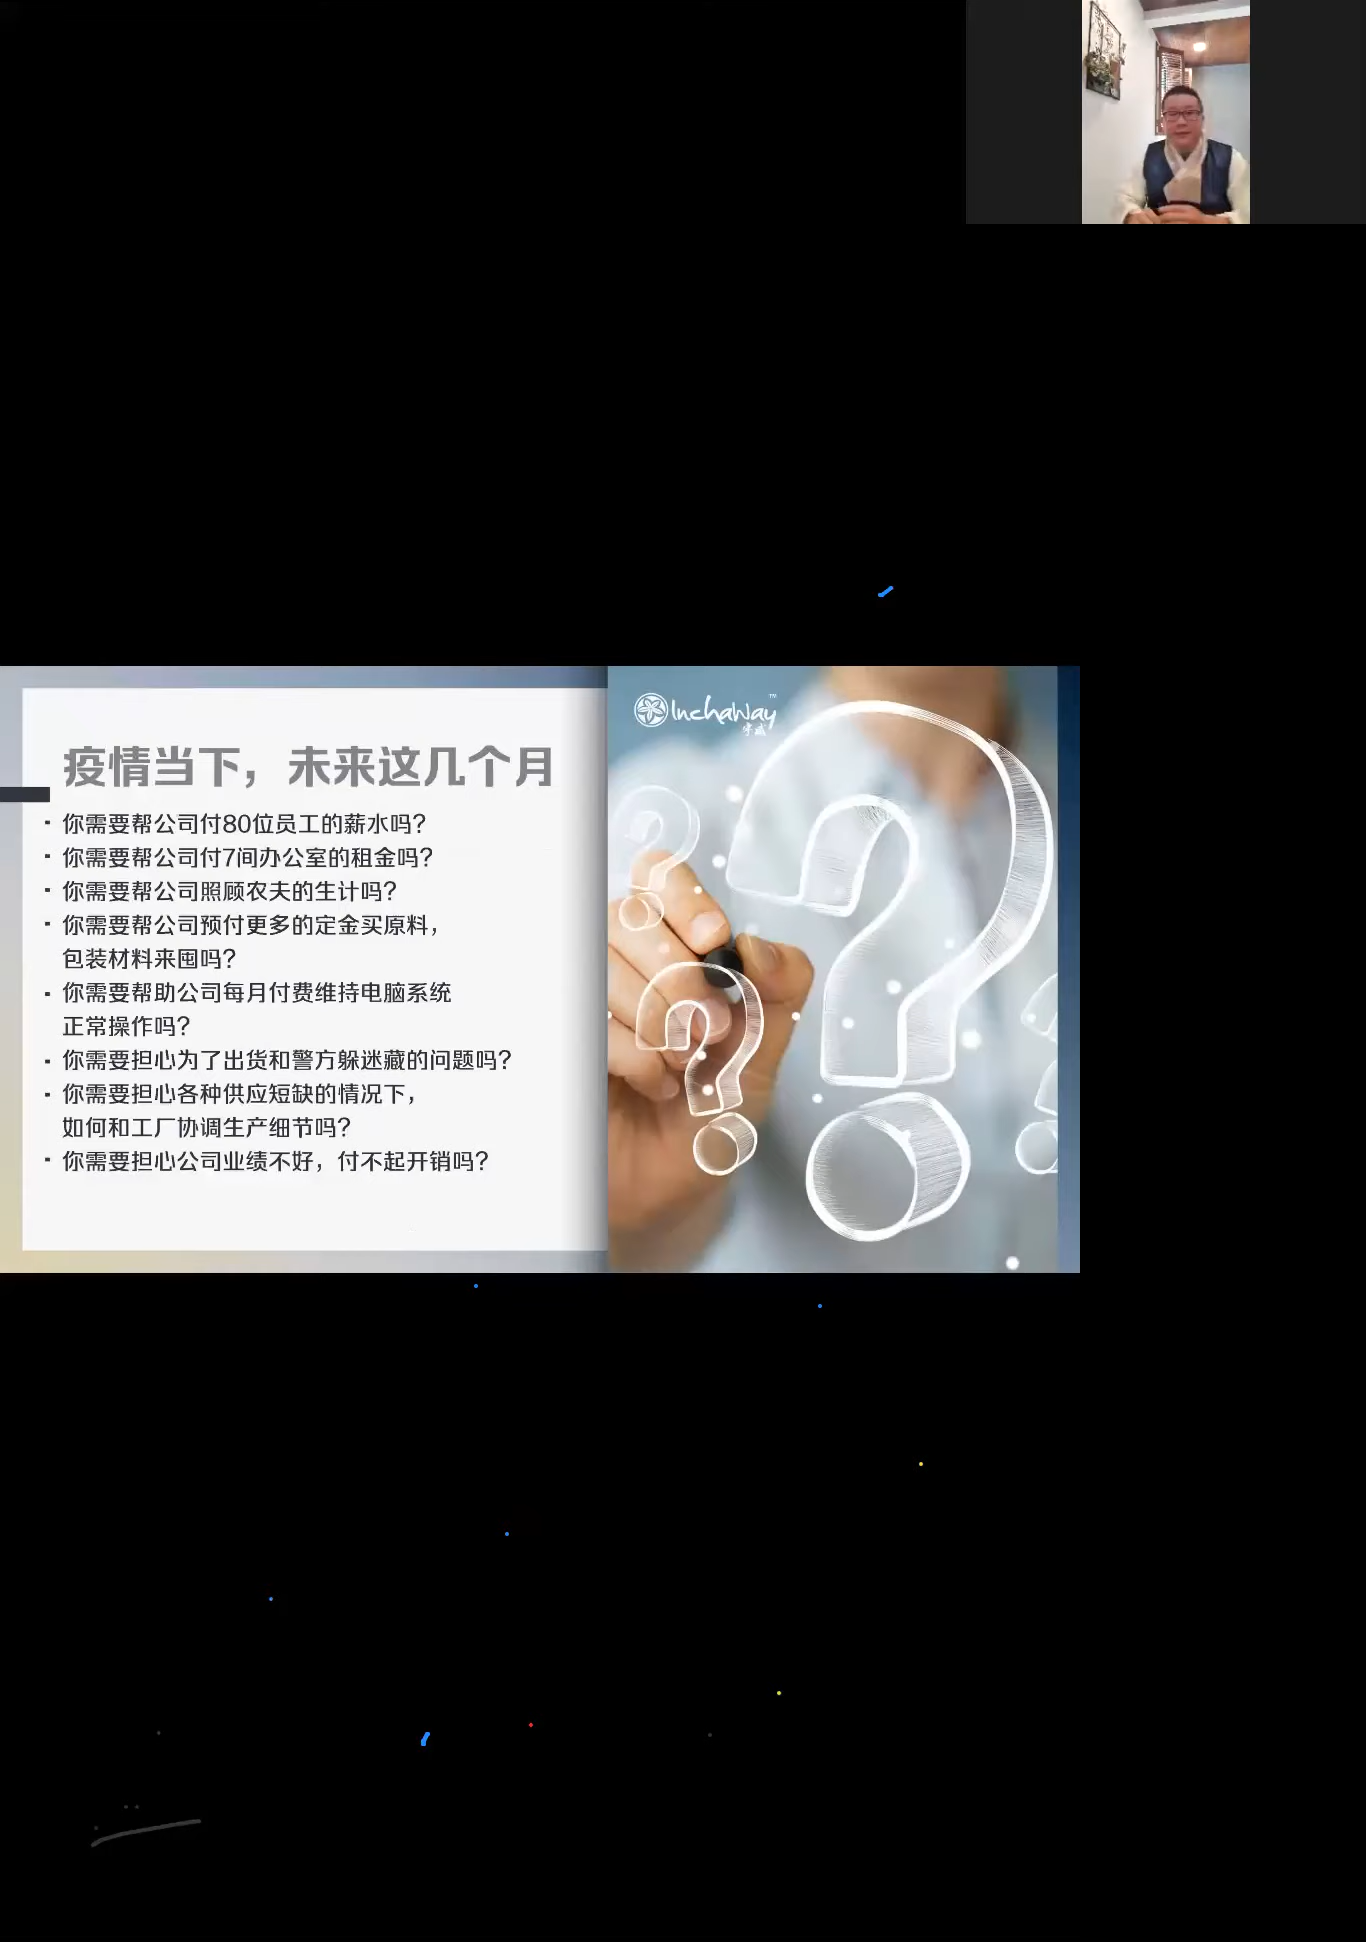 疫情当下，未来这几个月
· 你需要帮公司付80位员工的薪水吗？
· 你需要帮公司付7间办公室的租金吗？
· 你需要帮公司照顾农夫的生计吗？
· 你需要帮公司预付更多的定金买原料，
包装材料来囤吗？
· 你需要帮助公司每月付费维持电脑系统
正常操作吗？
· 你需要担心为了出货和警方躲迷藏的问题吗？
· 你需要担心各种供应短缺的情况下，
如何和工厂协调生产细节吗？
· 你需要担心公司业绩不好，付不起开销吗？
InchaWay™
宇威